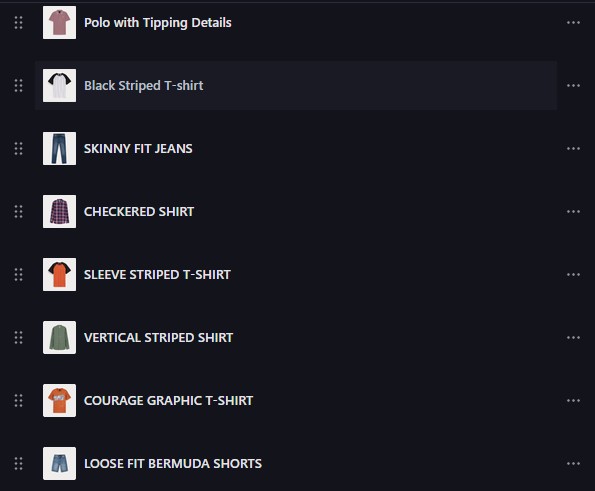 Polo with Tipping Details
Black Striped T-shirt
SKINNY FIT JEANS
CHECKERED SHIRT
SLEEVE STRIPED T-SHIRT
VERTICAL STRIPED SHIRT
COURAGE GRAPHIC T-SHIRT
LOOSE FIT BERMUDA SHORTS